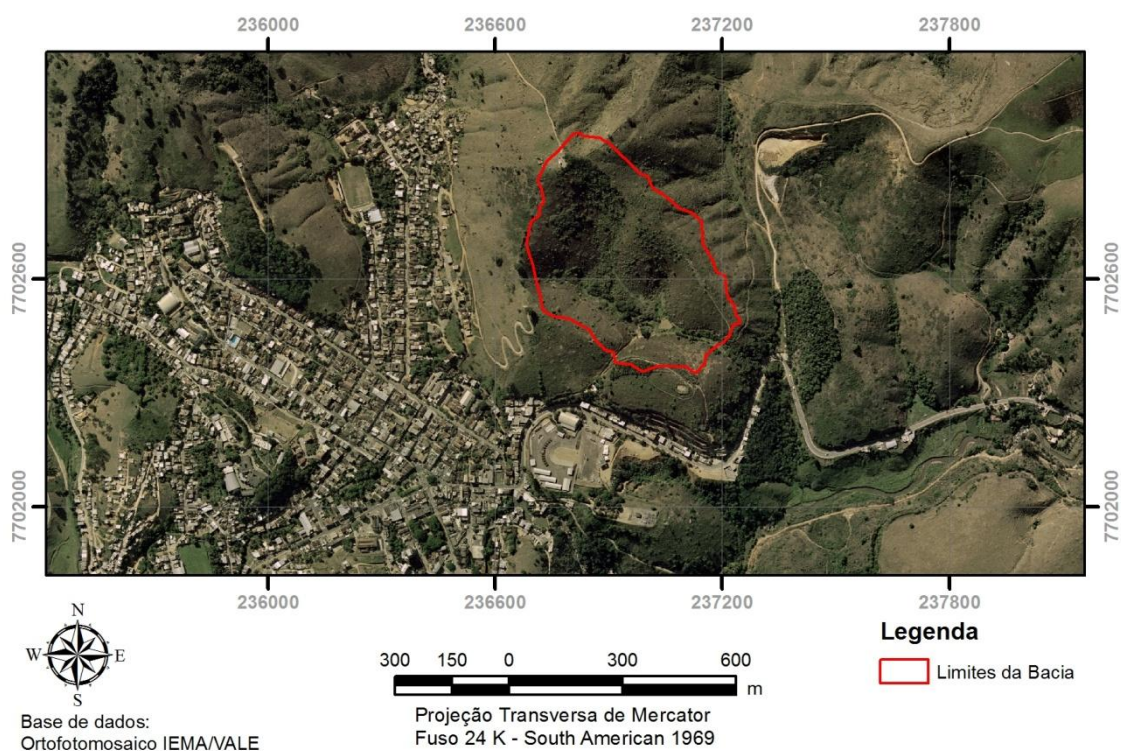 236000 236600 237200 237800
7702600 7702600
7702000 7702000
236000 236600 237200 237800
N
W E
S
Base de dados:
Ortofotomosaico IEMA/VALE
300 150 0 300 600
m
Projeção Transversa de Mercator
Fuso 24 K - South American 1969
Legenda
Limites da Bacia